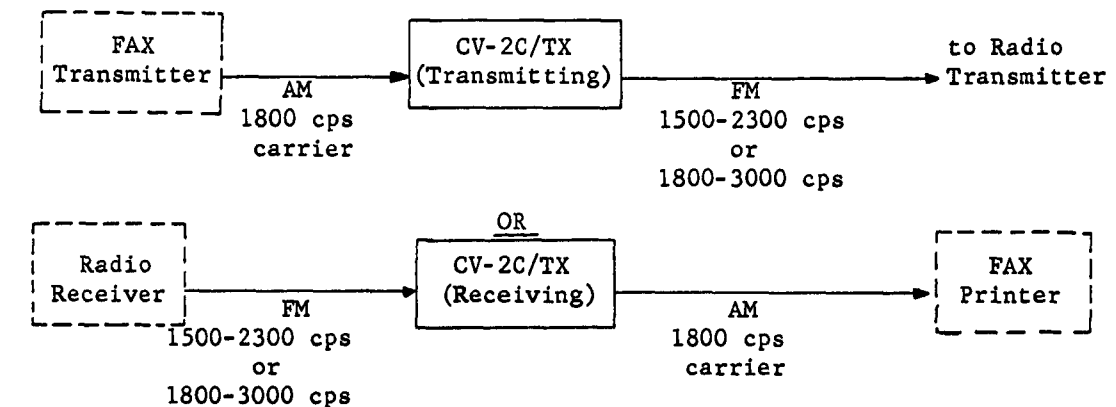 FAX
Transmitter
AM
1800 cps
carrier
CV-2C/TX
(Transmitting)
FM
1500-2300 cps
or
1800-3000 cps
to Radio
Transmitter
OR
Radio
Receiver
FM
1500-2300 cps
or
1800-3000 cps
CV-2C/TX
(Receiving)
AM
1800 cps
carrier
FAX
Printer